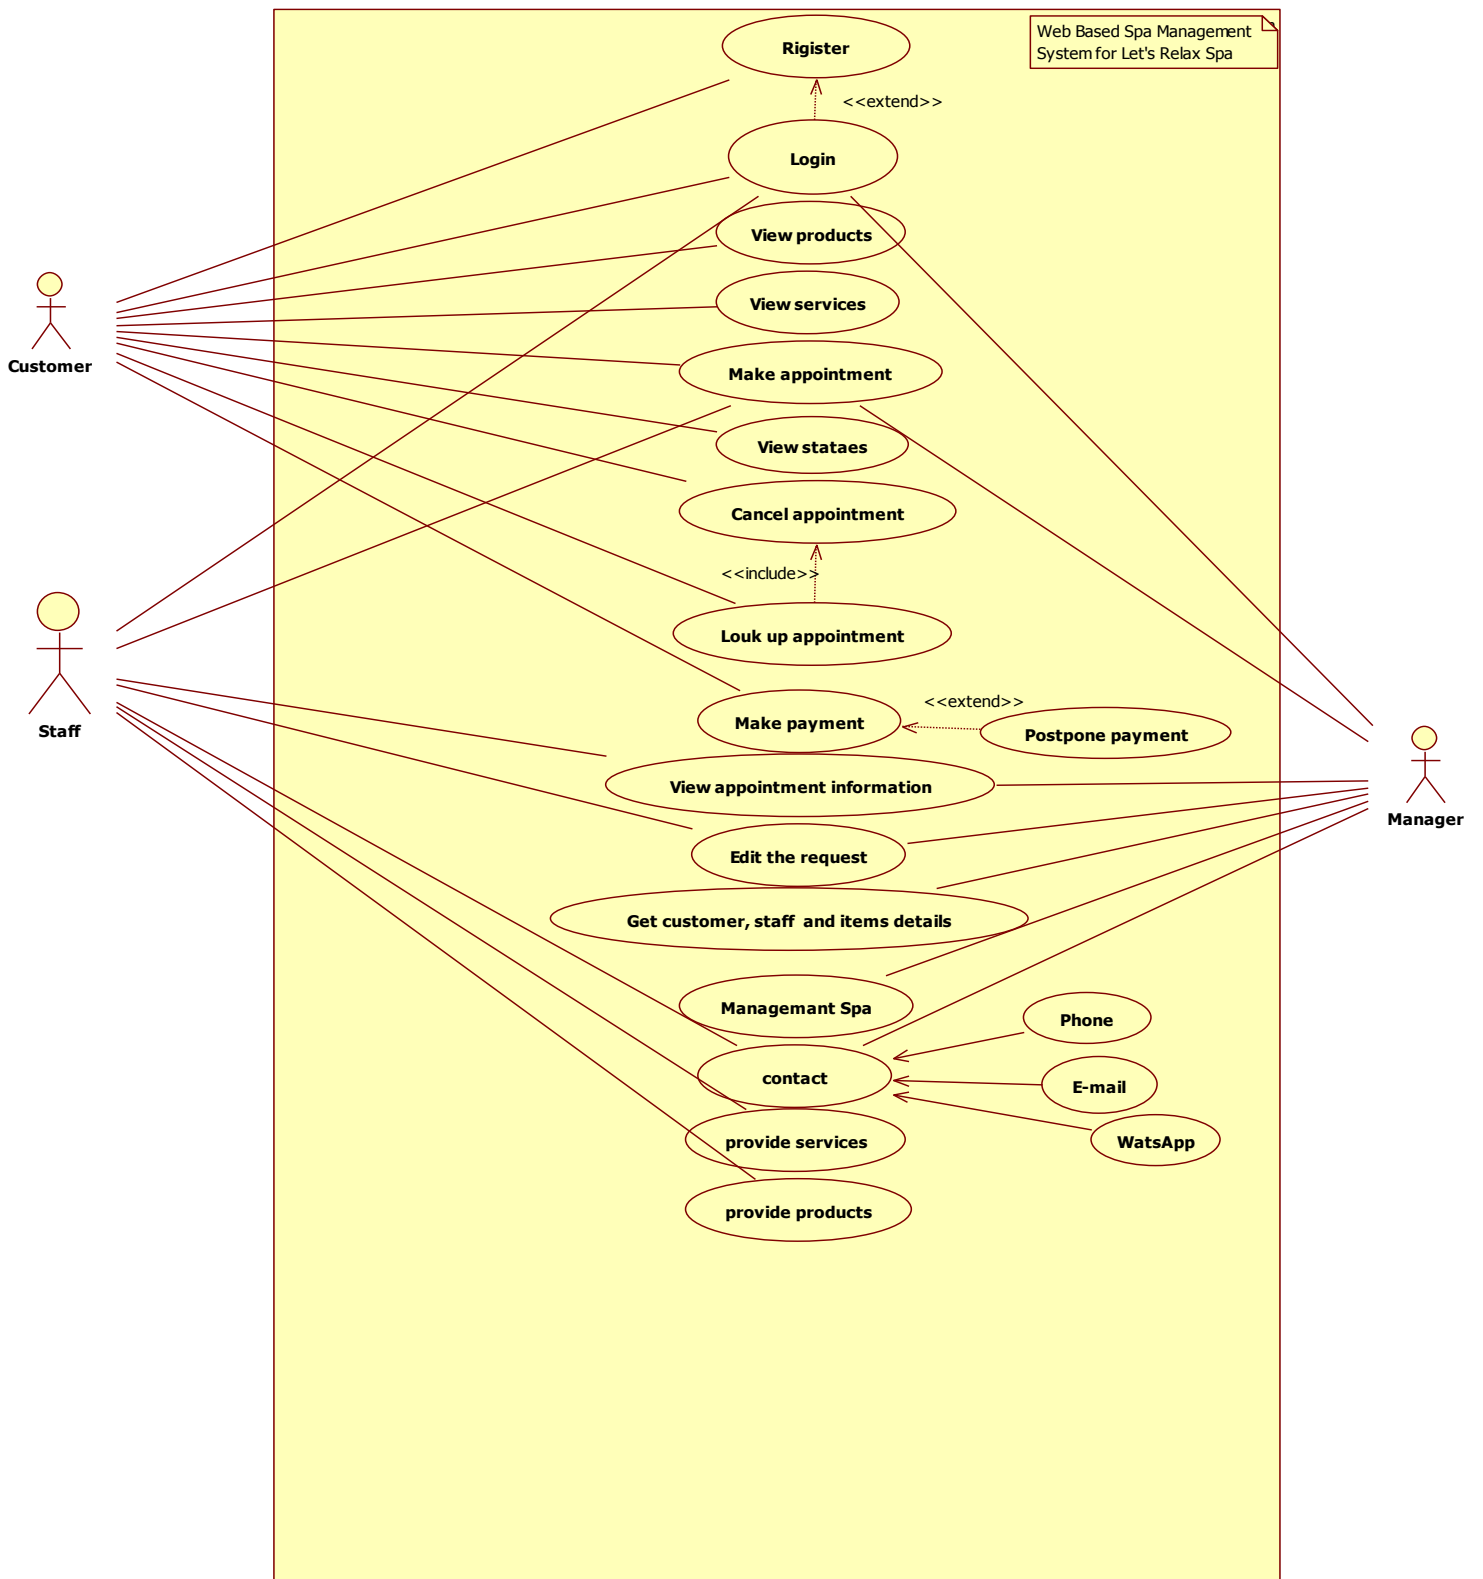 Rigister
Web Based Spa Management
System for Let's Relax Spa
<<extend>>
Login
View products
View services
Customer
Make appointment
View stataes
Cancel appointment
<<include>>
Louk up appointment
Staff
<<extend>>
Make payment
Postpone payment
View appointment information
Manager
Edit the request
Get customer, staff and items details
Managemant Spa
Phone
contact
E-mail
provide services
WatsApp
provide products